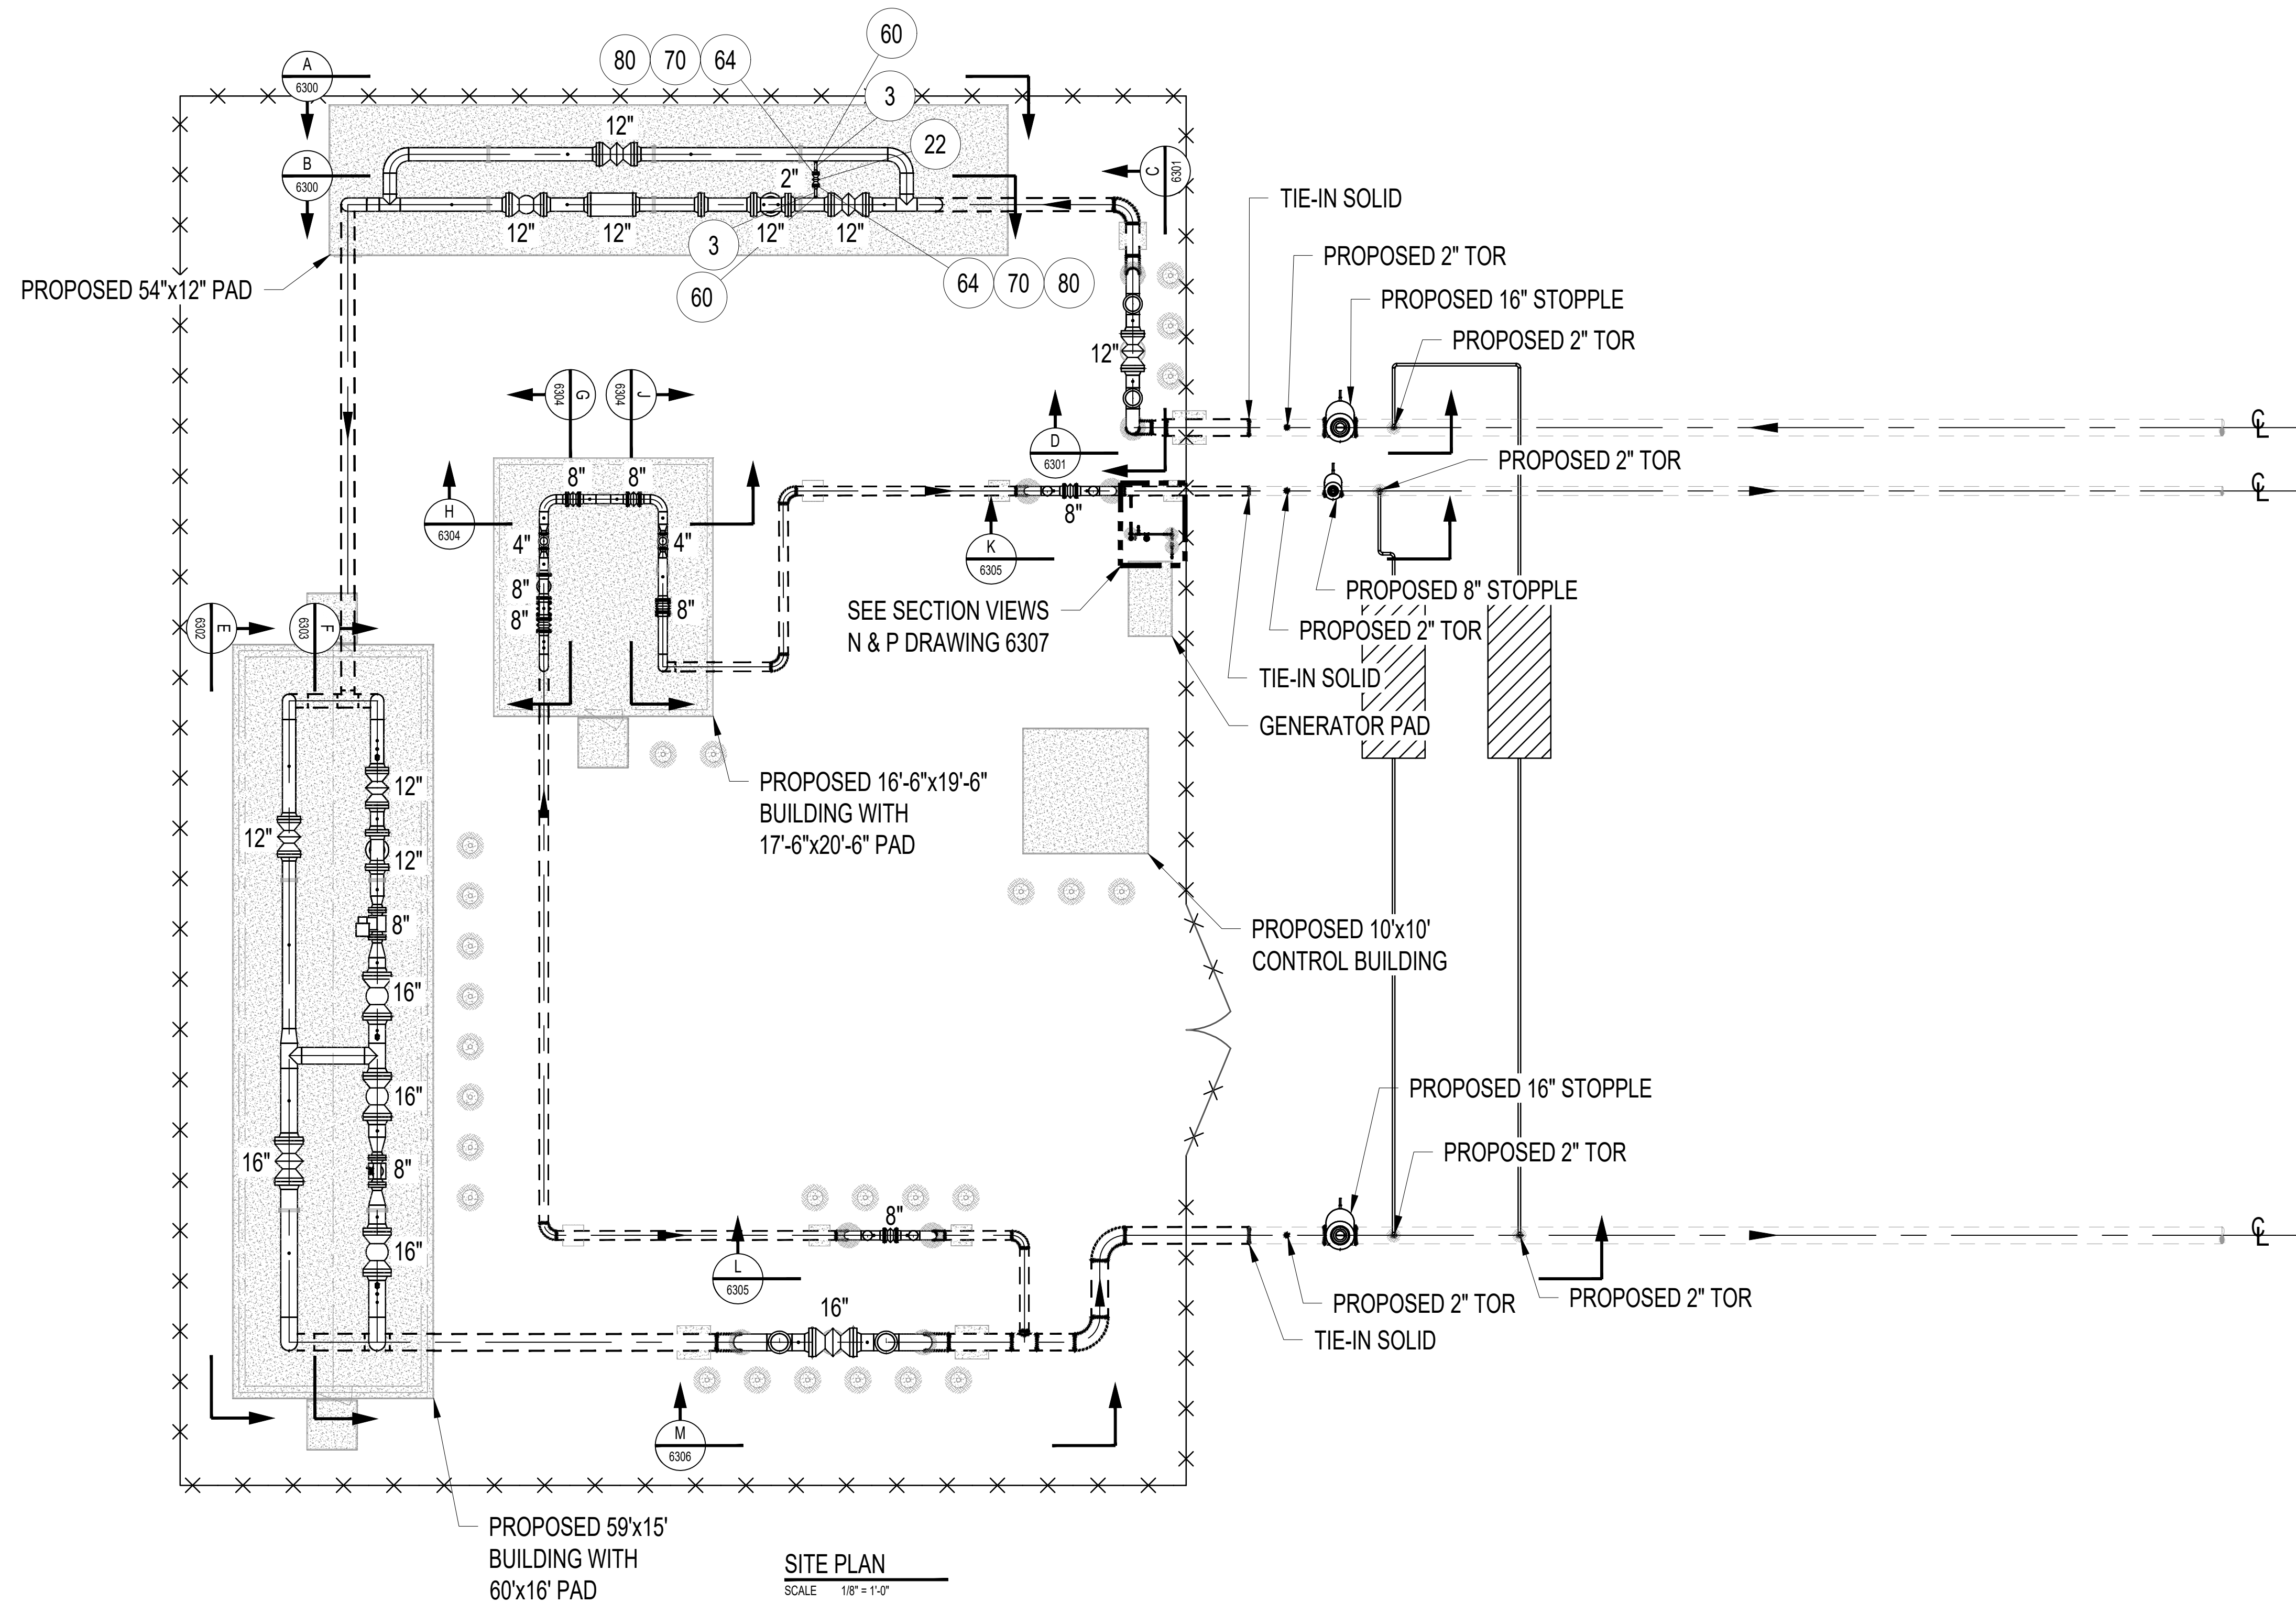 60
80
70
64
3
A
6300
22
12"
B
6300
2"
C
6301
TIE-IN SOLID
12"
12"
12"
12"
3
PROPOSED 2" TOR
PROPOSED 54"x12" PAD
60
64
70
80
PROPOSED 16" STOPPLE
PROPOSED 2" TOR
12"
G
6304
J
6304
℄
D
6301
PROPOSED 2" TOR
8"
8"
℄
H
6304
8"
4"
4"
K
6305
8"
8"
8"
PROPOSED 8" STOPPLE
SEE SECTION VIEWS
N & P DRAWING 6307
E
6302
F
6303
PROPOSED 2" TOR
TIE-IN SOLID
GENERATOR PAD
PROPOSED 16'-6"x19'-6"
BUILDING WITH
17'-6"x20'-6" PAD
12"
12"
12"
8"
PROPOSED 10'x10'
CONTROL BUILDING
16"
16"
PROPOSED 16" STOPPLE
16"
8"
PROPOSED 2" TOR
8"
16"
℄
L
6305
16"
PROPOSED 2" TOR
PROPOSED 2" TOR
TIE-IN SOLID
M
6306
PROPOSED 59'x15'
BUILDING WITH
60'x16' PAD
SITE PLAN
SCALE 1/8" = 1'-0"